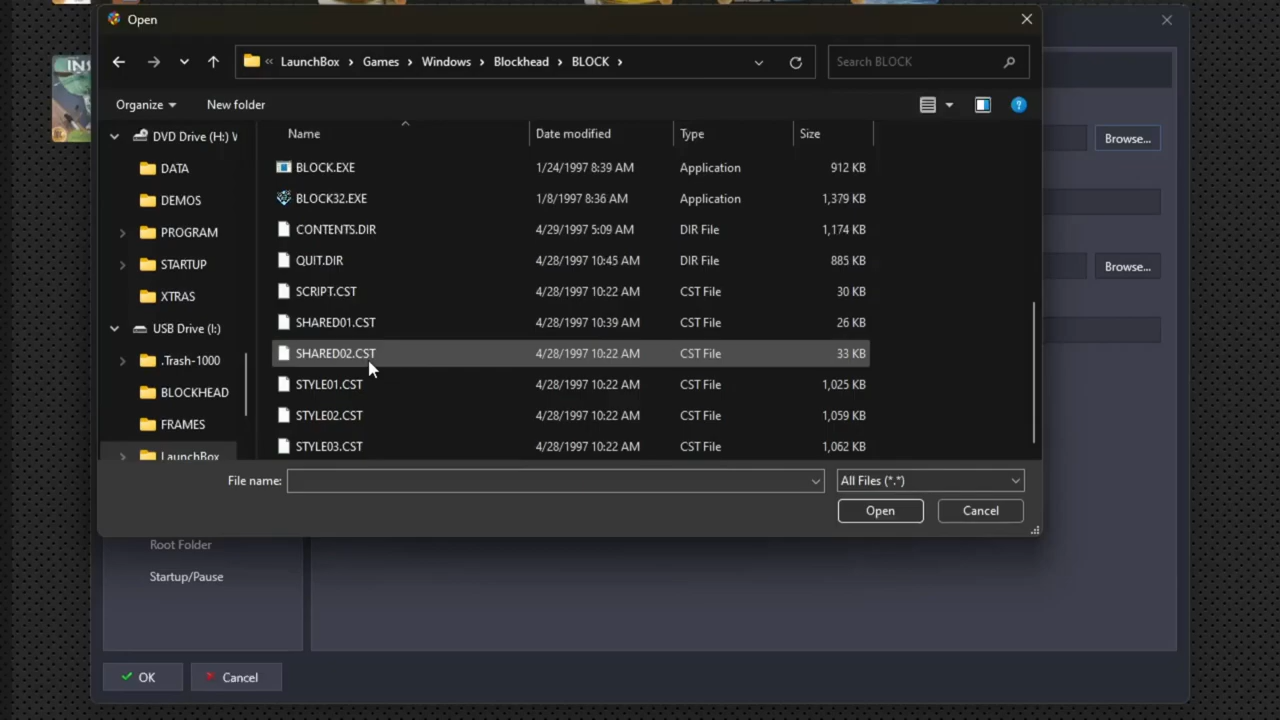 INS
Open
« LaunchBox › Games › Windows › Blockhead › BLOCK ›
Search BLOCK
Organize
New folder
Name
Date modified
Type
Size
DVD Drive (H:) W
DATA
DEMOS
PROGRAM
STARTUP
XTRAS
USB Drive (I:)
.Trash-1000
BLOCKHEAD
FRAMES
LaunchBox
BLOCK.EXE 1/24/1997 8:39 AM Application 912 KB
BLOCK32.EXE 1/8/1997 8:36 AM Application 1,379 KB
CONTENTS.DIR 4/29/1997 5:09 AM DIR File 1,174 KB
QUIT.DIR 4/28/1997 10:45 AM DIR File 885 KB
SCRIPT.CST 4/28/1997 10:22 AM CST File 30 KB
SHARED01.CST 4/28/1997 10:39 AM CST File 26 KB
SHARED02.CST 4/28/1997 10:22 AM CST File 33 KB
STYLE01.CST 4/28/1997 10:22 AM CST File 1,025 KB
STYLE02.CST 4/28/1997 10:22 AM CST File 1,059 KB
STYLE03.CST 4/28/1997 10:22 AM CST File 1,062 KB
File name:
All Files (*.*)
Open
Cancel
Browse...
Browse...
Root Folder
Startup/Pause
OK
Cancel